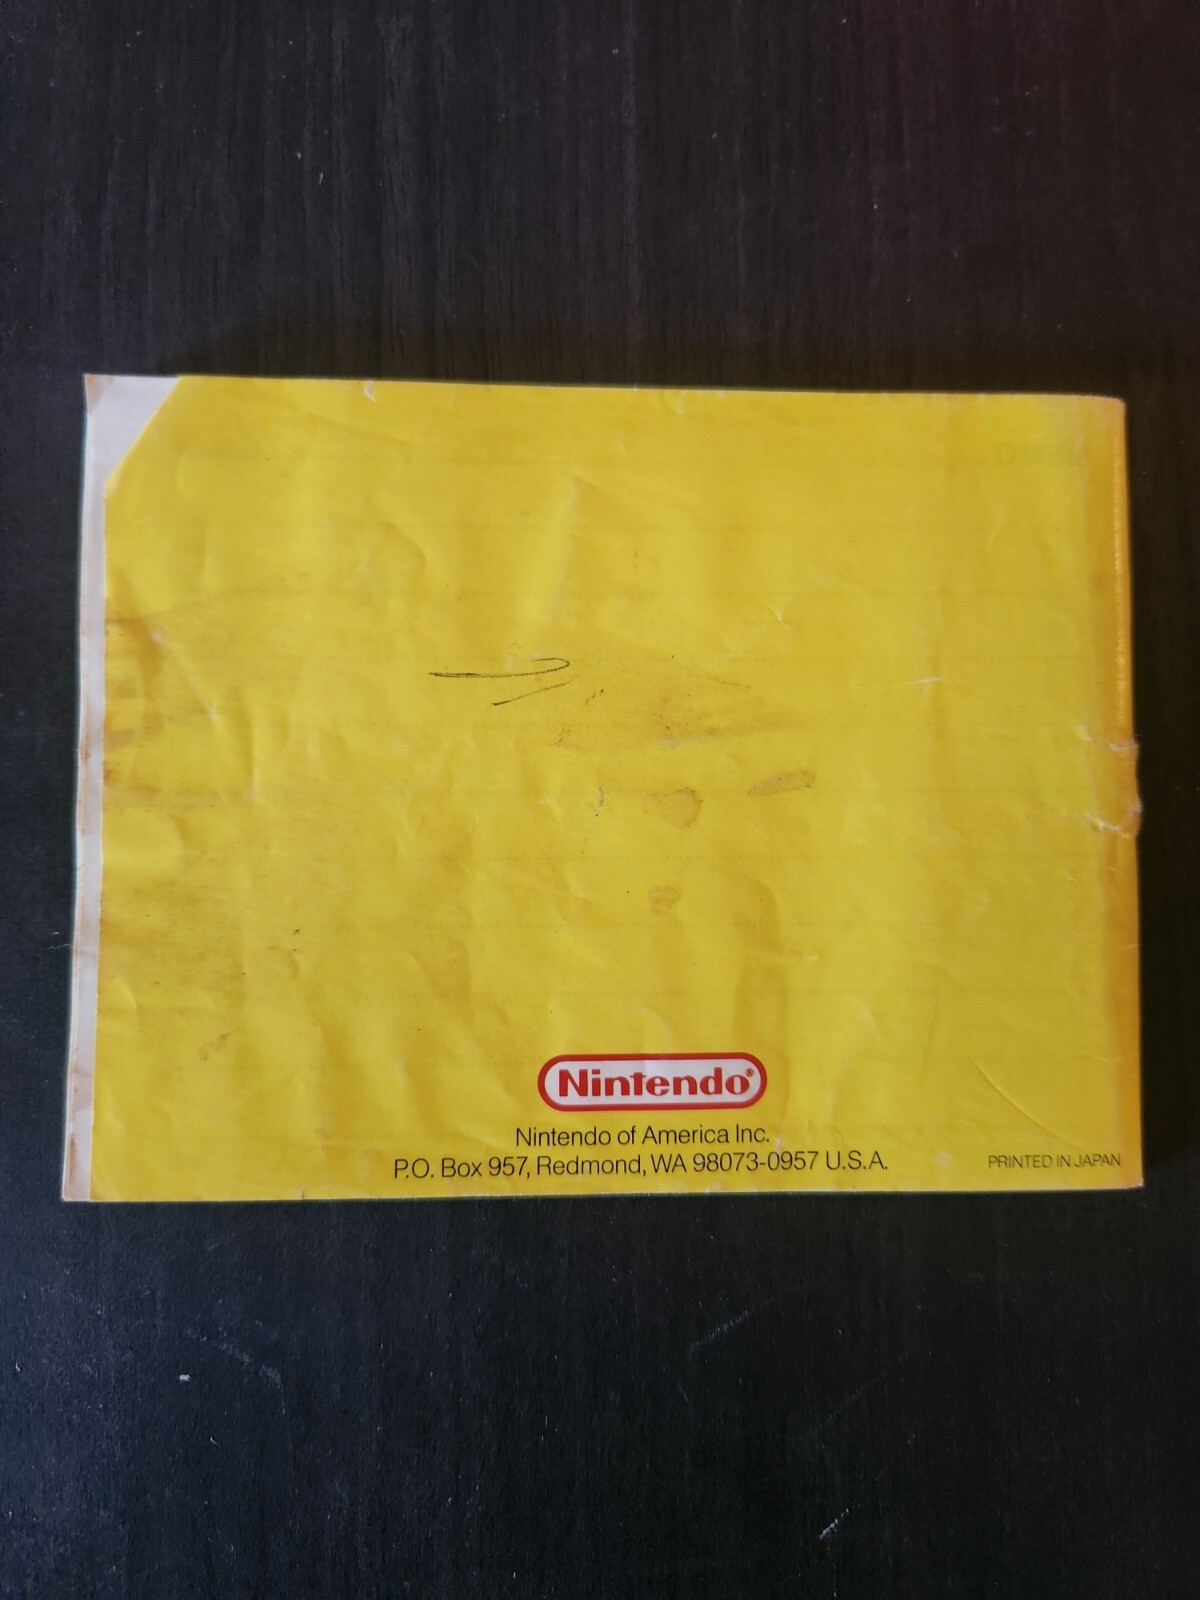 Nintendo®
Nintendo of America Inc.
P.O. Box 957, Redmond, WA 98073-0957 U.S.A.
PRINTED IN JAPAN